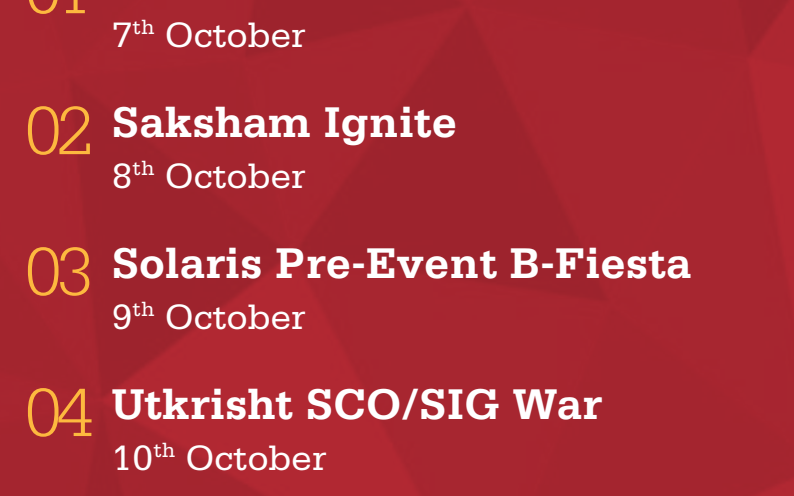 01
7th October
02 Saksham Ignite
8th October
03 Solaris Pre-Event B-Fiesta
9th October
04 Utkrisht SCO/SIG War
10th October